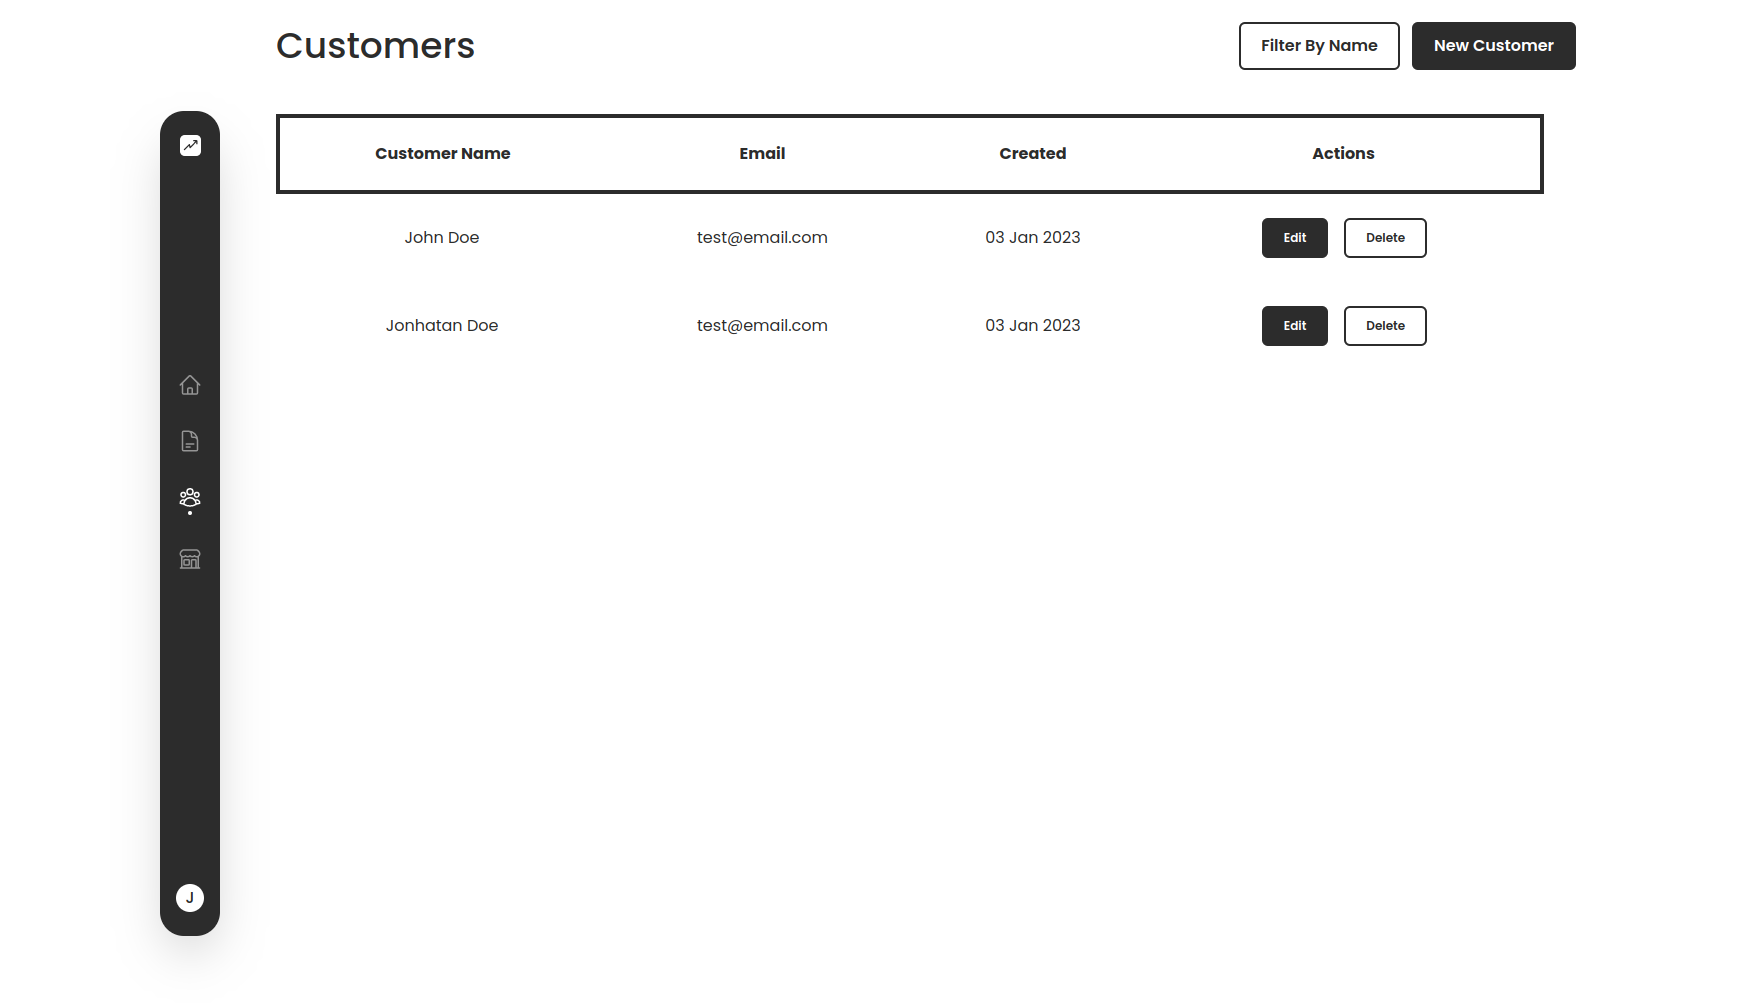 Customers
Filter By Name
New Customer
Customer Name Email Created Actions
John Doe test@email.com 03 Jan 2023 Edit Delete
Jonhatan Doe test@email.com 03 Jan 2023 Edit Delete
J